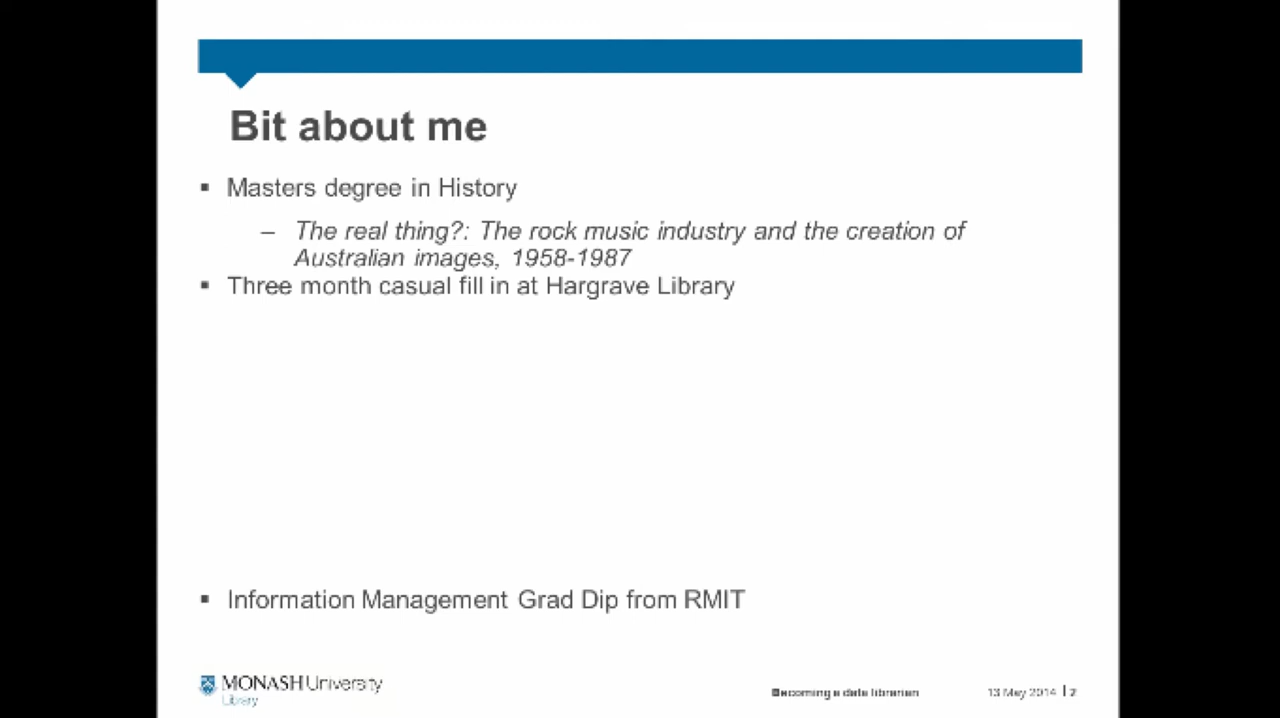 Bit about me
▪ Masters degree in History
– The real thing?: The rock music industry and the creation of
Australian images, 1958-1987
▪ Three month casual fill in at Hargrave Library
▪ Information Management Grad Dip from RMIT
MONASH University
Library
Becoming a data librarian
13 May 2014 | 2